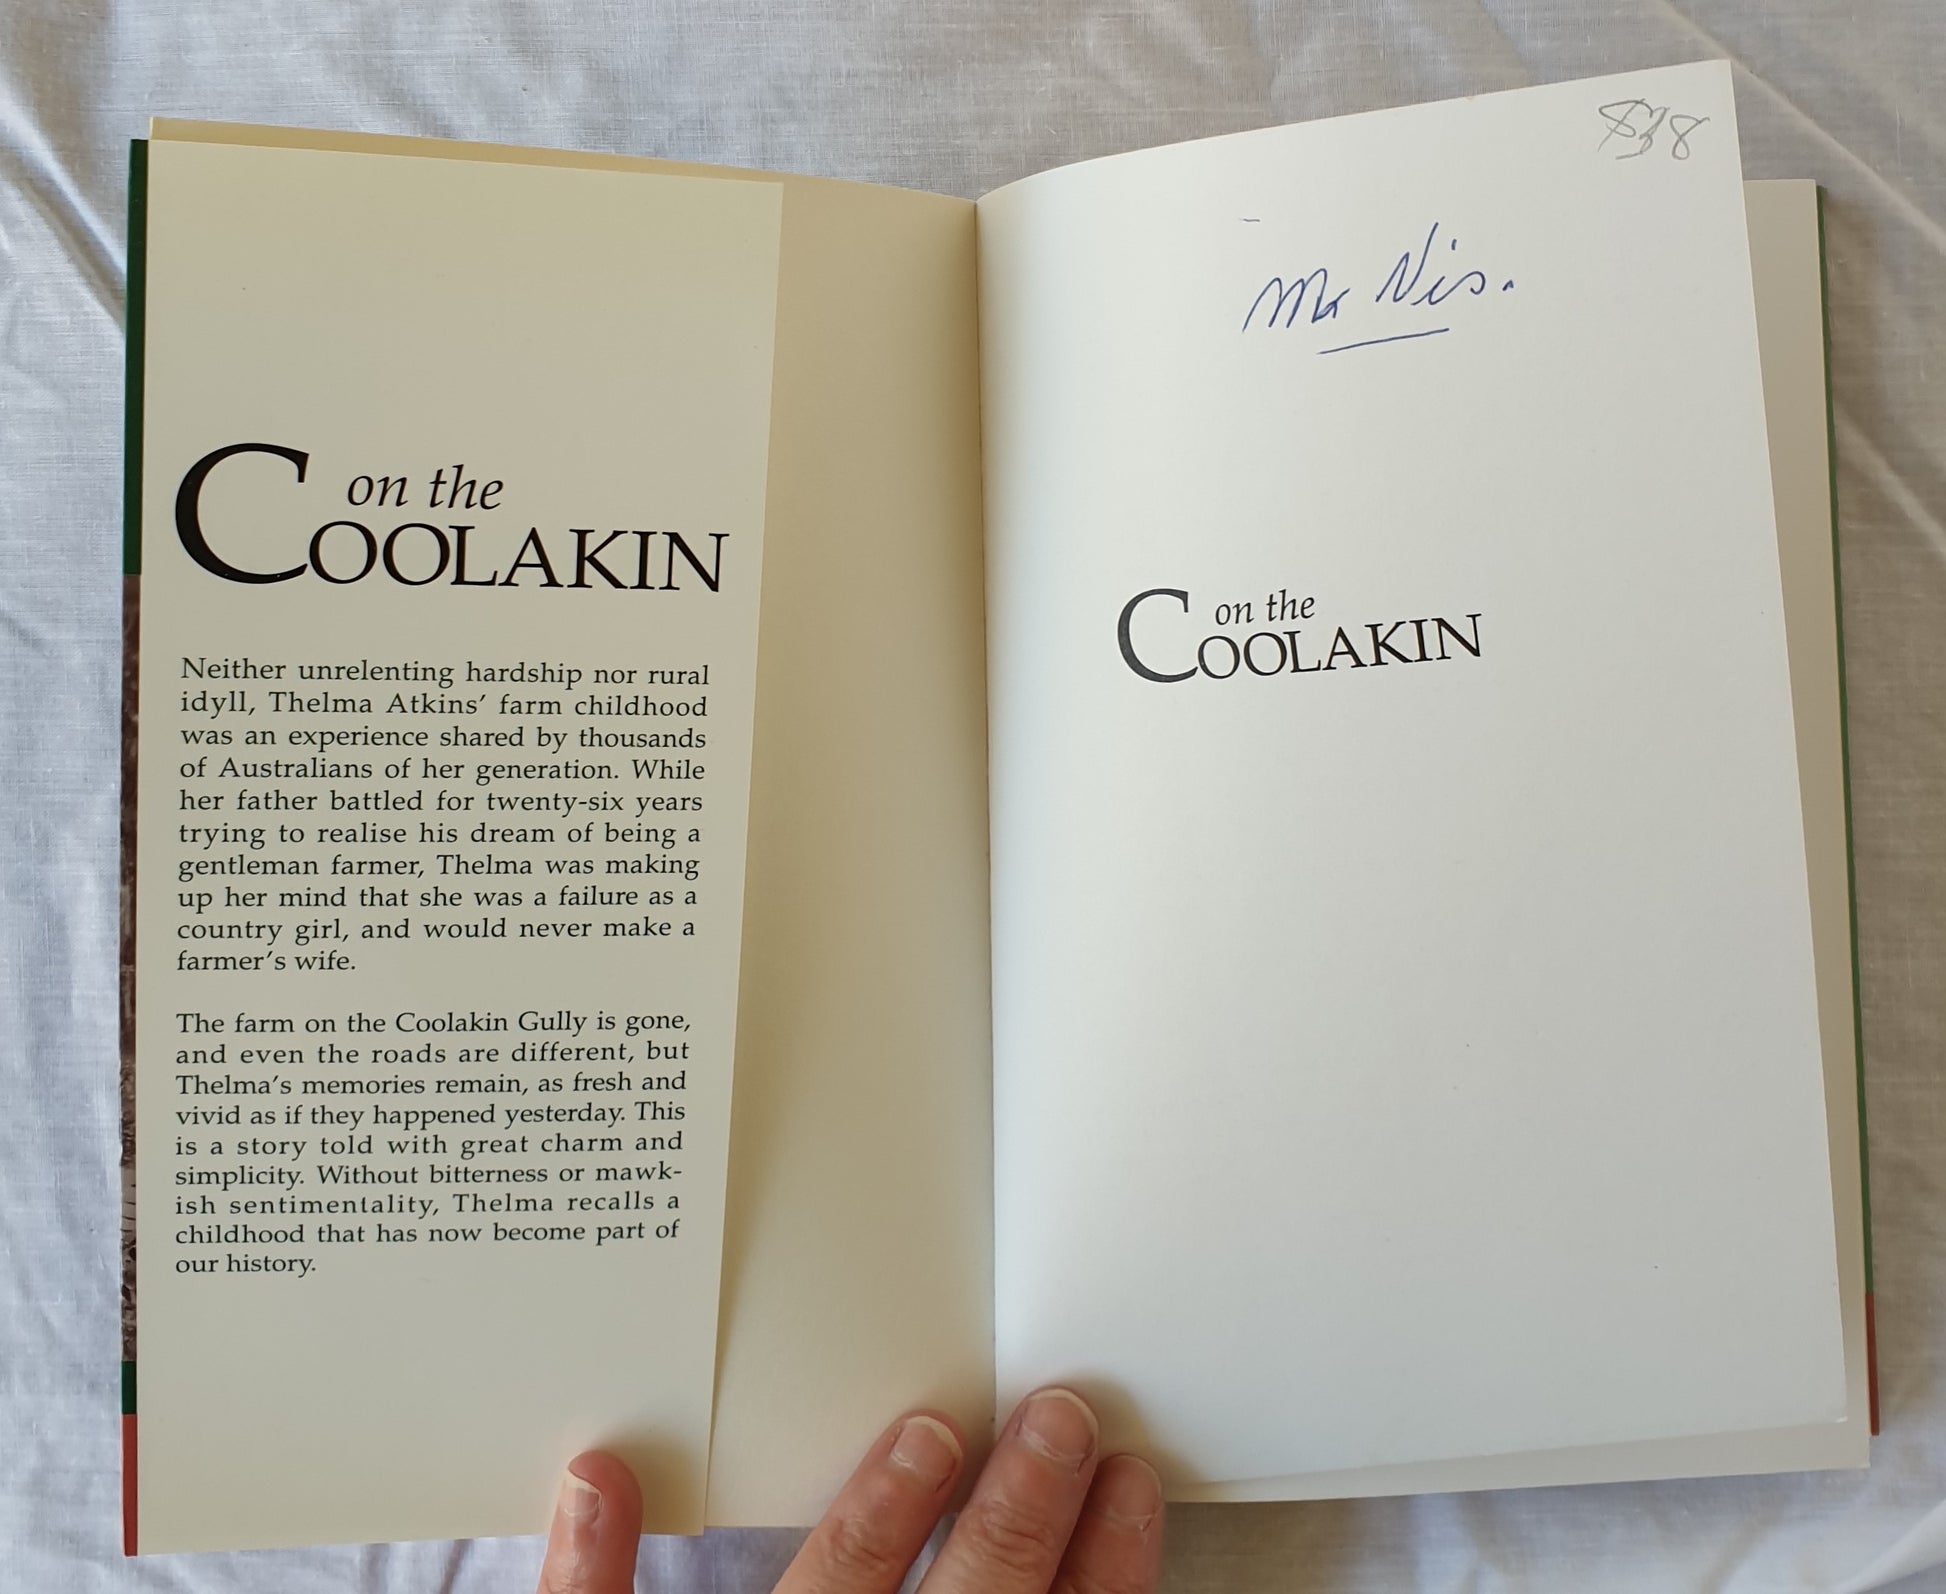 on the
COOLAKIN
Neither unrelenting hardship nor rural
idyll, Thelma Atkins' farm childhood
was an experience shared by thousands
of Australians of her generation. While
her father battled for twenty-six years
trying to realise his dream of being a
gentleman farmer, Thelma was making
up her mind that she was a failure as a
country girl, and would never make a
farmer's wife.
The farm on the Coolakin Gully is gone,
and even the roads are different, but
Thelma's memories remain, as fresh and
vivid as if they happened yesterday. This
is a story told with great charm and
simplicity. Without bitterness or mawk-
ish sentimentality, Thelma recalls a
childhood that has now become part of
our history.
$38
on the
COOLAKIN